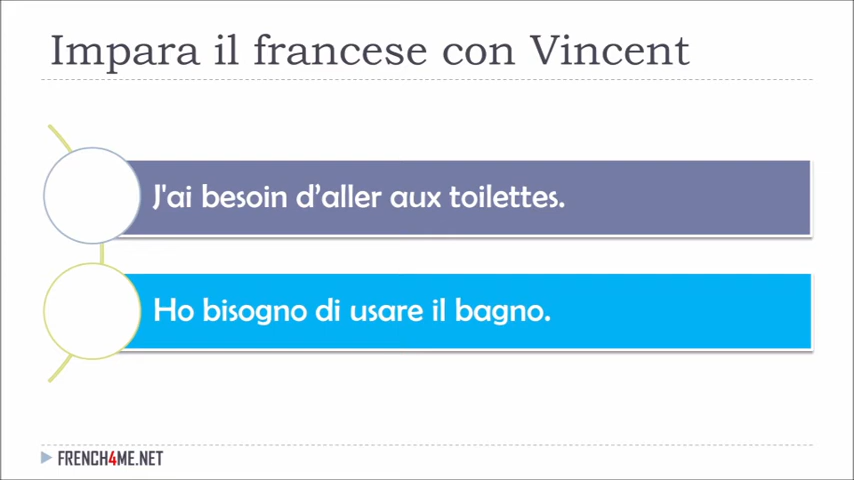 Impara il francese con Vincent
J'ai besoin d’aller aux toilettes.
Ho bisogno di usare il bagno.
FRENCH4ME.NET